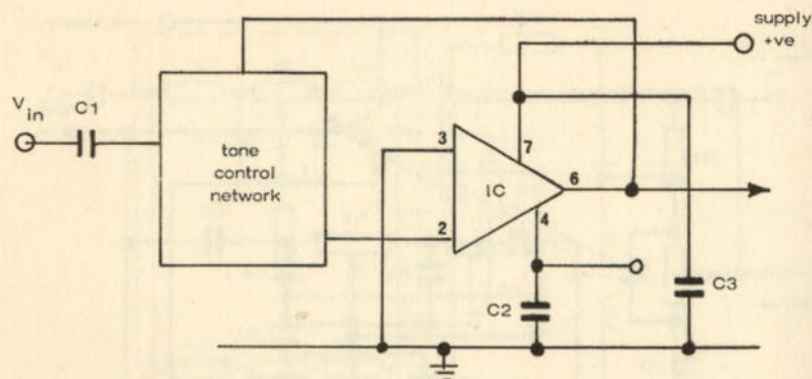 supply
+ve
V in
C1
tone
control
network
3
7
IC
6
2
4
C2
C3